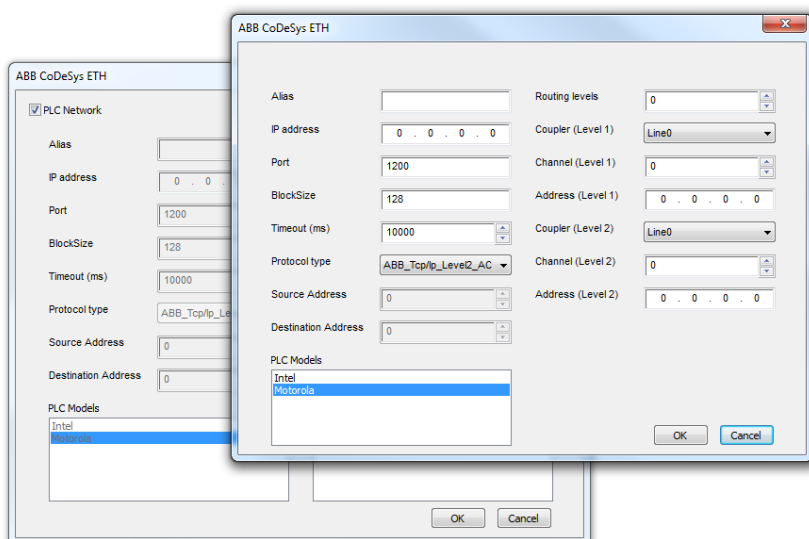 ABB CoDeSys ETH
Alias
IP address 0 . 0 . 0 . 0
Port 1200
BlockSize 128
Timeout (ms) 10000
Protocol type ABB_Tcp/Ip_Level2_AC
Source Address 0
Destination Address 0
PLC Models
Intel
Motorola
Routing levels 0
Coupler (Level 1) Line0
Channel (Level 1) 0
Address (Level 1) 0 . 0 . 0 . 0
Coupler (Level 2) Line0
Channel (Level 2) 0
Address (Level 2) 0 . 0 . 0 . 0
OK Cancel
ABB CoDeSys ETH
PLC Network
Alias
IP address 0 . 0 .
Port 1200
BlockSize 128
Timeout (ms) 10000
Protocol type ABB_Tcp/Ip_Le
Source Address 0
Destination Address 0
PLC Models
Intel
Motorola
OK Cancel